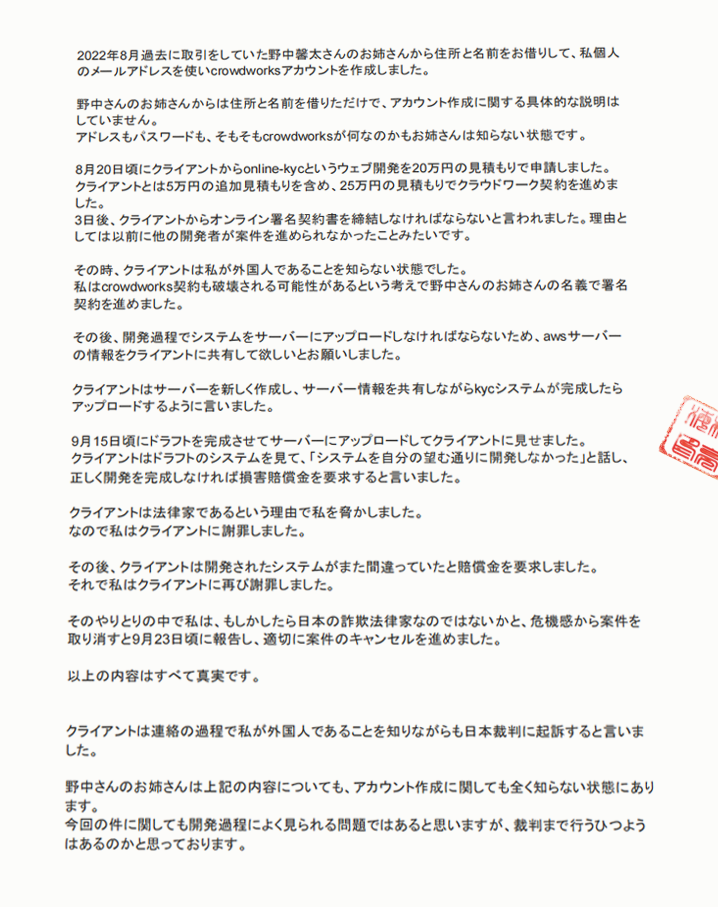 2022年8月過去に取引をしていた野中馨太さんのお姉さんから住所と名前をお借りして、私個人
のメールアドレスを使いcrowdworksアカウントを作成しました。
野中さんのお姉さんからは住所と名前を借りただけで、アカウント作成に関する具体的な説明は
していません。
アドレスもパスワードも、そもそもcrowdworksが何なのかもお姉さんは知らない状態です。
8月20日頃にクライアントからonline-kycというウェブ開発を20万円の見積もりで申請しました。
クライアントとは5万円の追加見積もりを含め、25万円の見積もりでクラウドワーク契約を進めま
した。
3日後、クライアントからオンライン署名契約書を締結しなければならないと言われました。理由と
しては以前に他の開発者が案件を進められなかったことみたいです。
その時、クライアントは私が外国人であることを知らない状態でした。
私はcrowdworks契約も破壊される可能性があるという考えで野中さんのお姉さんの名義で署名
契約を進めました。
その後、開発過程でシステムをサーバーにアップロードしなければならないため、awsサーバー
の情報をクライアントに共有して欲しいとお願いしました。
クライアントはサーバーを新しく作成し、サーバー情報を共有しながらkycシステムが完成したら
アップロードするように言いました。
9月15日頃にドラフトを完成させてサーバーにアップロードしてクライアントに見せました。
クライアントはドラフトのシステムを見て、「システムを自分の望む通りに開発しなかった」と話し、
正しく開発を完成しなければ損害賠償金を要求すると言いました。
クライアントは法律家であるという理由で私を脅かしました。
なので私はクライアントに謝罪しました。
その後、クライアントは開発されたシステムがまた間違っていたと賠償金を要求しました。
それで私はクライアントに再び謝罪しました。
そのやりとりの中で私は、もしかしたら日本の詐欺法律家なのではないかと、危機感から案件を
取り消すと9月23日頃に報告し、適切に案件のキャンセルを進めました。
以上の内容はすべて真実です。
クライアントは連絡の過程で私が外国人であることを知りながらも日本裁判に起訴すると言いま
した。
野中さんのお姉さんは上記の内容についても、アカウント作成に関しても全く知らない状態にあり
ます。
今回の件に関しても開発過程によく見られる問題ではあると思いますが、裁判まで行うひつよう
はあるのかと思っております。